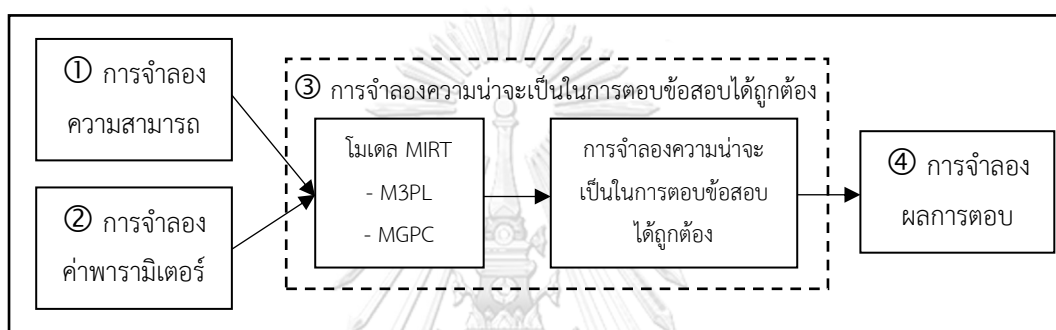 ① การจำลอง
ความสามารถ
② การจำลอง
ค่าพารามิเตอร์
③ การจำลองความน่าจะเป็นในการตอบข้อสอบได้ถูกต้อง
โมเดล MIRT
- M3PL
- MGPC
การจำลองความน่าจะ
เป็นในการตอบข้อสอบ
ได้ถูกต้อง
④ การจำลอง
ผลการตอบ